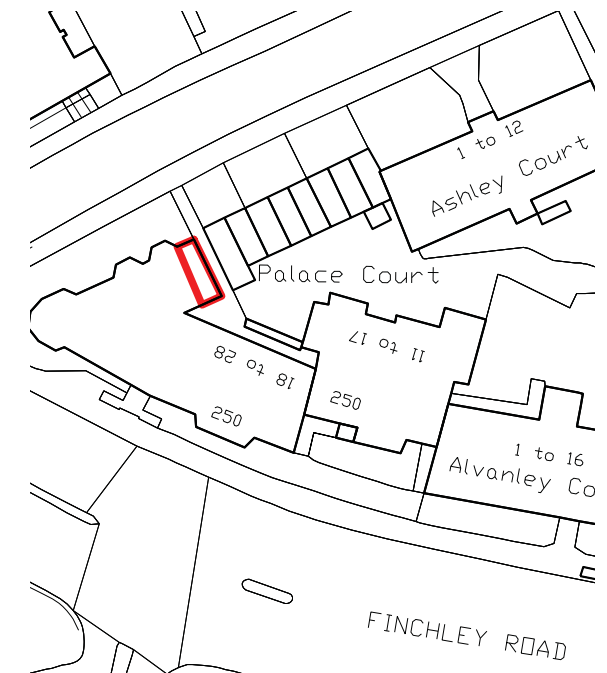 1 to 12
Ashley Court
Palace Court
11 to 17
18 to 28
250
250
1 to 16
Alvanley Co
FINCHLEY ROAD